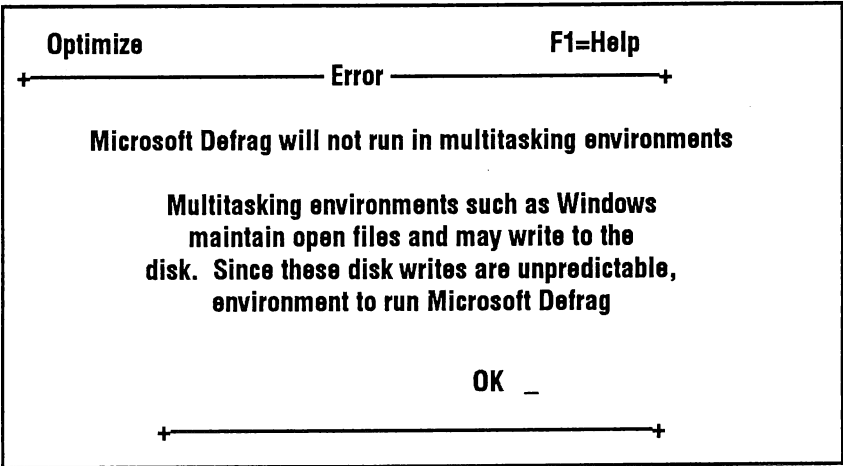 Optimize F1=Help
Error
Microsoft Defrag will not run in multitasking environments
Multitasking environments such as Windows
maintain open files and may write to the
disk. Since these disk writes are unpredictable,
environment to run Microsoft Defrag
OK _